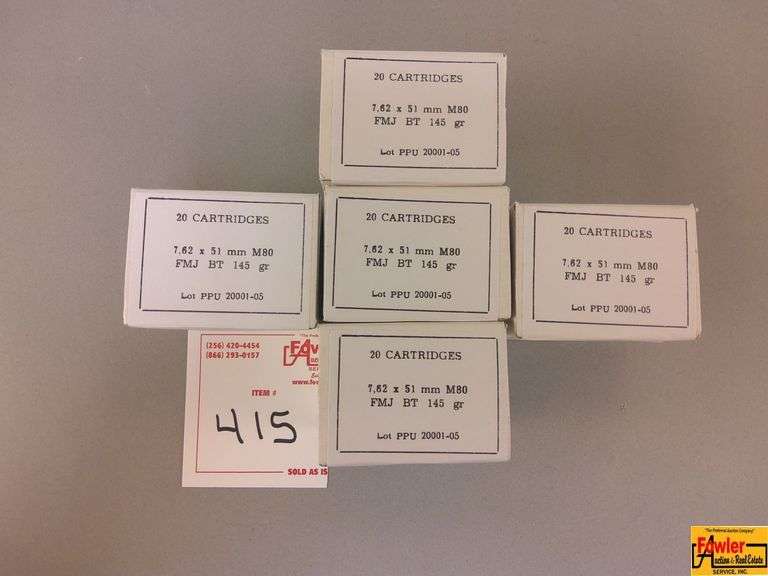 20 CARTRIDGES
7.62 x 51 mm M80
FMJ BT 145 gr
Lot PPU 20001-05
20 CARTRIDGES
7.62 x 51 mm M80
FMJ BT 145 gr
Lot PPU 20001-05
20 CARTRIDGES
7.62 x 51 mm M80
FMJ BT 145 gr
Lot PPU 20001-05
20 CARTRIDGES
7.62 x 51 mm M80
FMJ BT 145 gr
Lot PPU 20001-05
20 CARTRIDGES
7.62 x 51 mm M80
FMJ BT 145 gr
Lot PPU 20001-05
(256) 420-4454
(866) 293-0157
ITEM #
415
SOLD AS IS
"The Preferred Auction Company"
Fowler
Auction & Real Estate
SERVICE, INC.